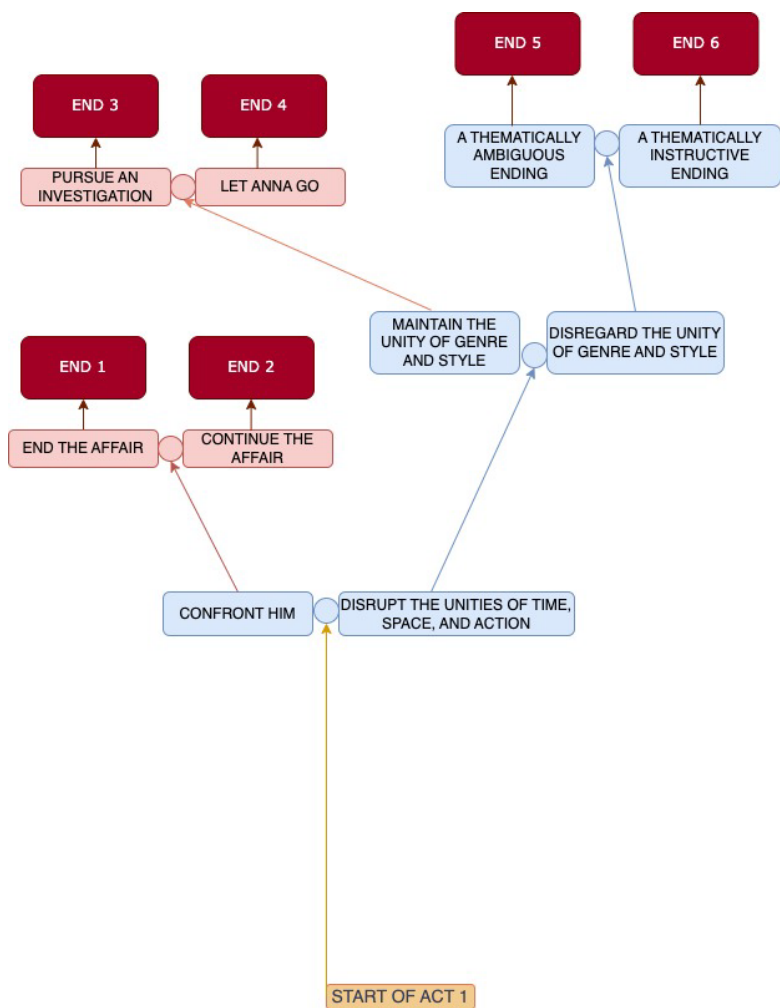 END 5
END 6
END 3
END 4
A THEMATICALLY
AMBIGUOUS
ENDING
A THEMATICALLY
INSTRUCTIVE
ENDING
PURSUE AN
INVESTIGATION
LET ANNA GO
MAINTAIN THE
UNITY OF GENRE
AND STYLE
DISREGARD THE UNITY
OF GENRE AND STYLE
END 1
END 2
END THE AFFAIR
CONTINUE THE
AFFAIR
CONFRONT HIM
DISRUPT THE UNITIES OF TIME,
SPACE, AND ACTION
START OF ACT 1